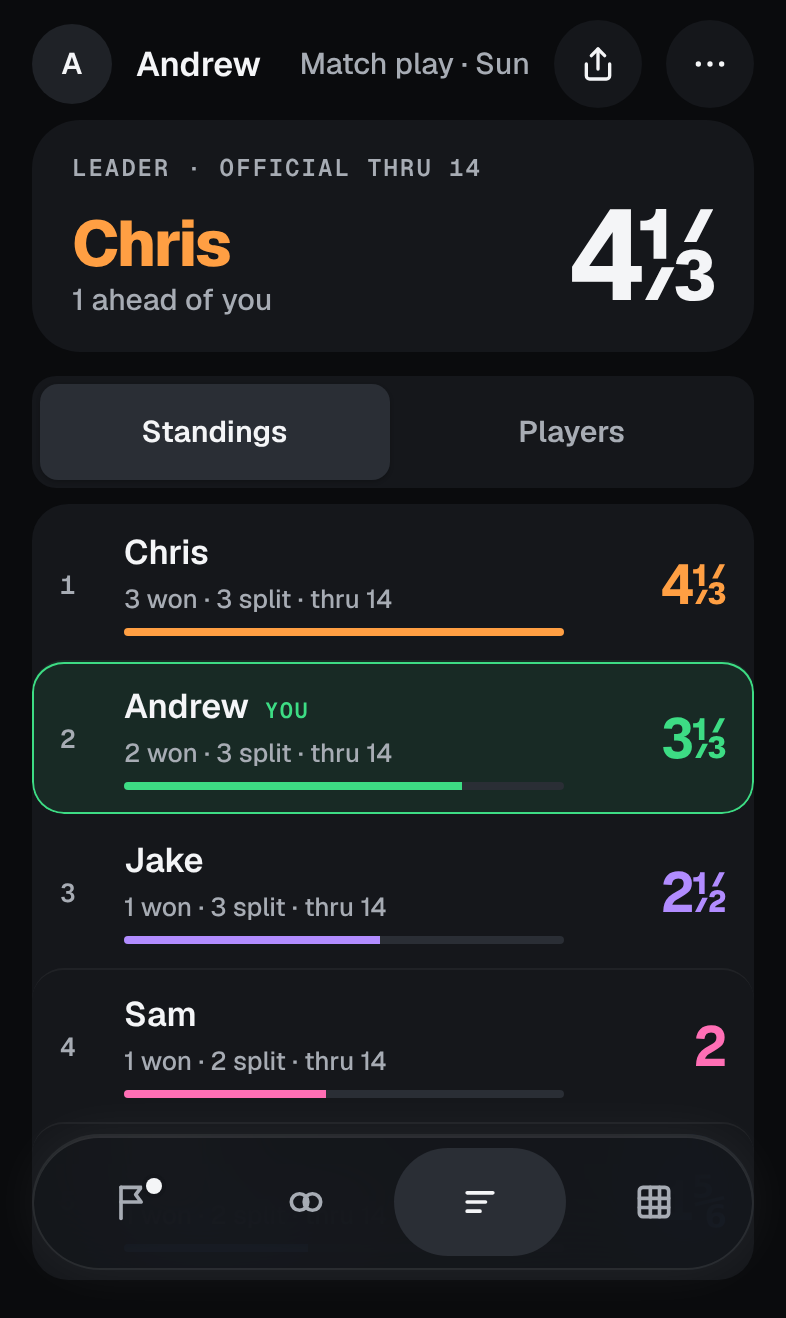 A
Andrew
Match play · Sun
LEADER · OFFICIAL THRU 14
Chris
4⅓
1 ahead of you
Standings
Players
1
Chris
3 won · 3 split · thru 14
4⅓
2
Andrew YOU
2 won · 3 split · thru 14
3⅓
3
Jake
1 won · 3 split · thru 14
2½
4
Sam
1 won · 2 split · thru 14
2